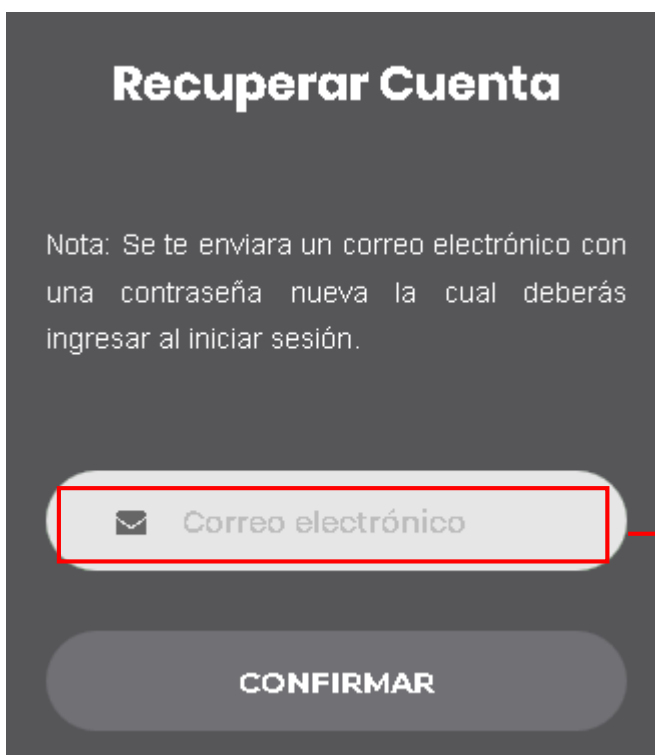 Recuperar Cuenta
Nota: Se te enviara un correo electrónico con
una contraseña nueva la cual deberás
ingresar al iniciar sesión.
Correo electrónico
CONFIRMAR